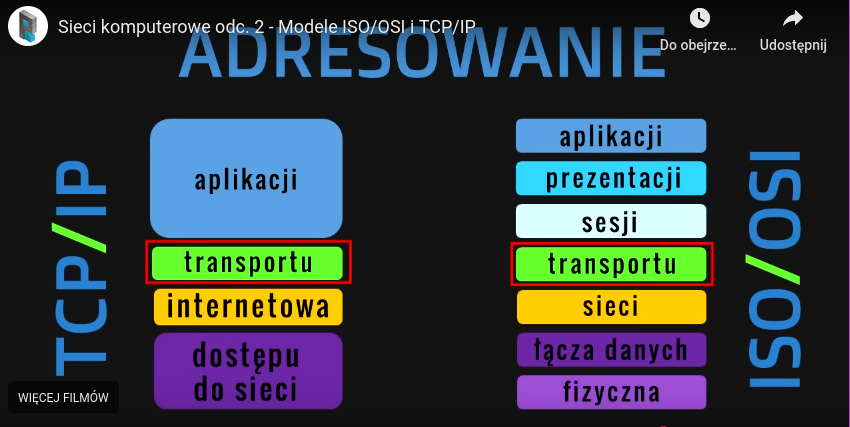 Sieci komputerowe odc. 2 - Modele ISO/OSI i TCP/IP
Do obejrze...
Udostępnij
ADRESOWANIE
TCP/IP
aplikacji
transportu
internetowa
dostępu
do sieci
aplikacji
prezentacji
sesji
transportu
sieci
łącza danych
fizyczna
ISO/OSI
WIĘCEJ FILMÓW